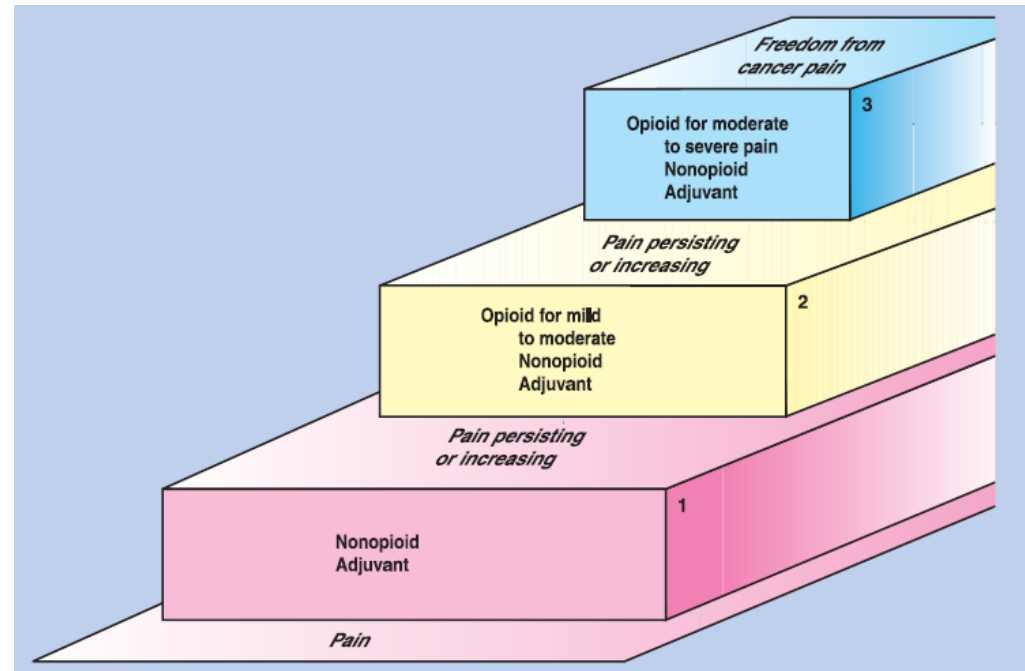 Freedom from
cancer pain
3
Opioid for moderate
to severe pain
Nonopioid
Adjuvant
Pain persisting
or increasing
2
Opioid for mild
to moderate
Nonopioid
Adjuvant
Pain persisting
or increasing
1
Nonopioid
Adjuvant
Pain